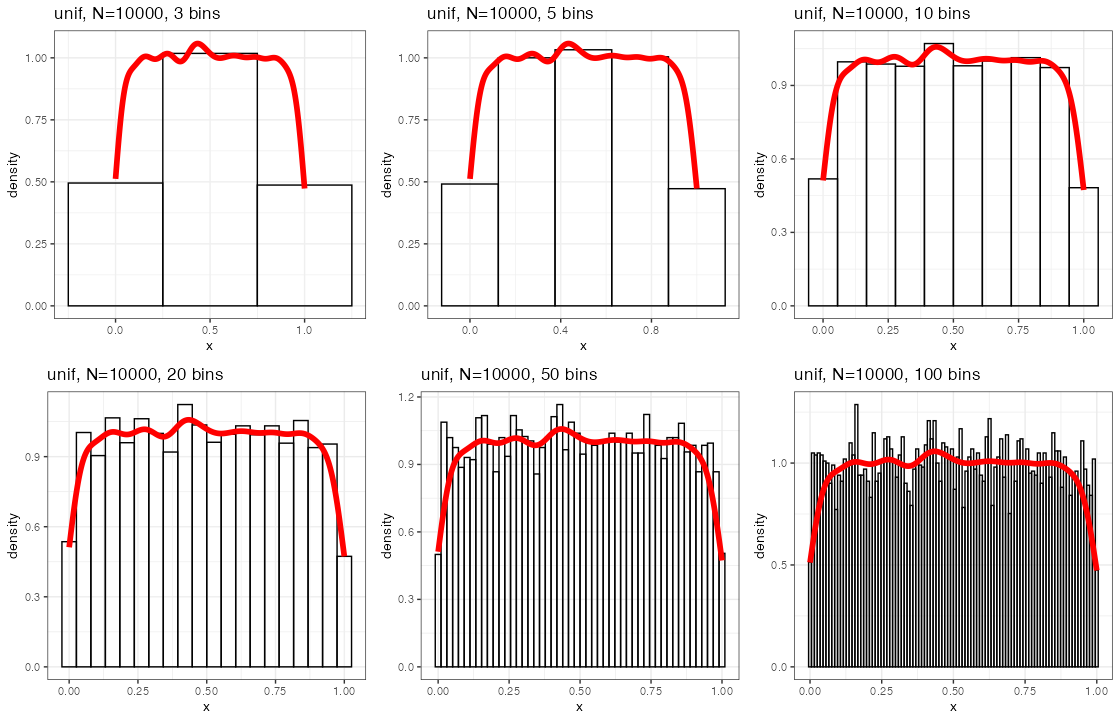 unif, N=10000, 3 bins
density
1.00
0.75
0.50
0.25
0.00
0.0 0.5 1.0
x
unif, N=10000, 5 bins
density
1.00
0.75
0.50
0.25
0.00
0.0 0.4 0.8
x
unif, N=10000, 10 bins
density
0.9
0.6
0.3
0.0
0.00 0.25 0.50 0.75 1.00
x
unif, N=10000, 20 bins
density
0.9
0.6
0.3
0.0
0.00 0.25 0.50 0.75 1.00
x
unif, N=10000, 50 bins
density
1.2
0.9
0.6
0.3
0.0
0.00 0.25 0.50 0.75 1.00
x
unif, N=10000, 100 bins
density
1.0
0.5
0.0
0.00 0.25 0.50 0.75 1.00
x